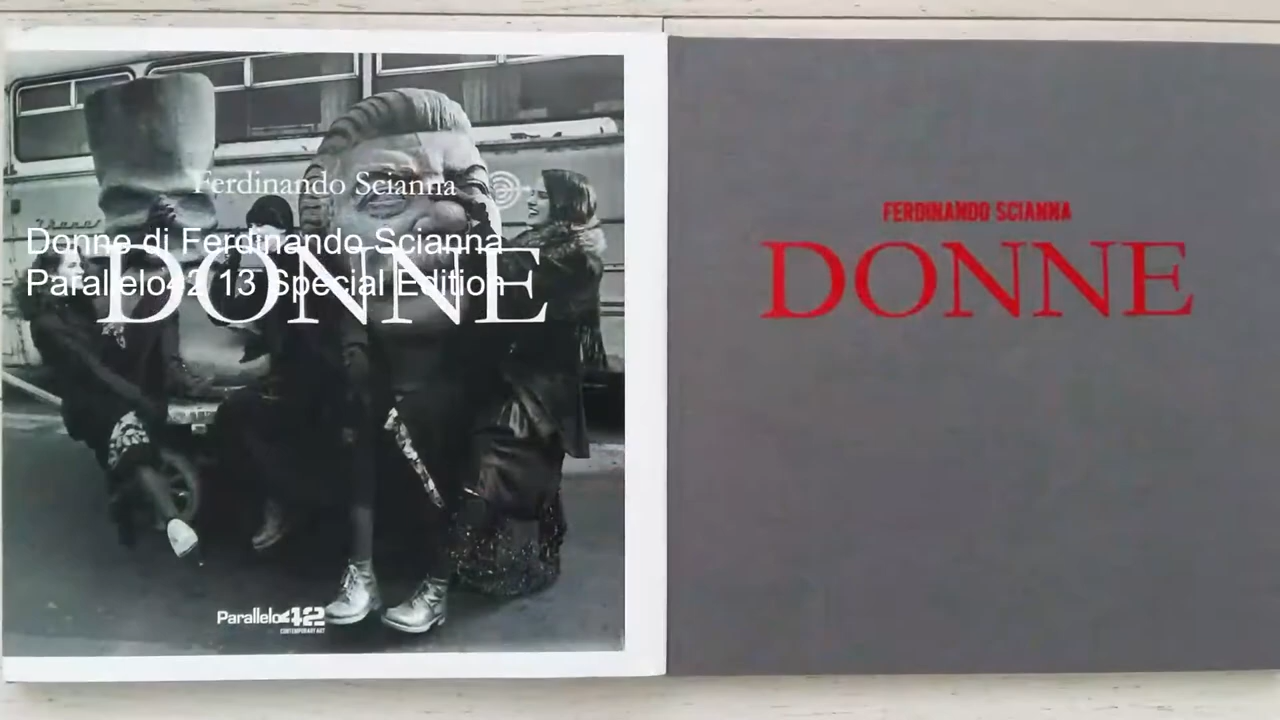 Ferdinando Scianna
Donne di Ferdinando Scianna
DONNE
Parallelo42 13 Special Edition
Parallelo42
CONTEMPORARY ART
FERDINANDO SCIANNA
DONNE